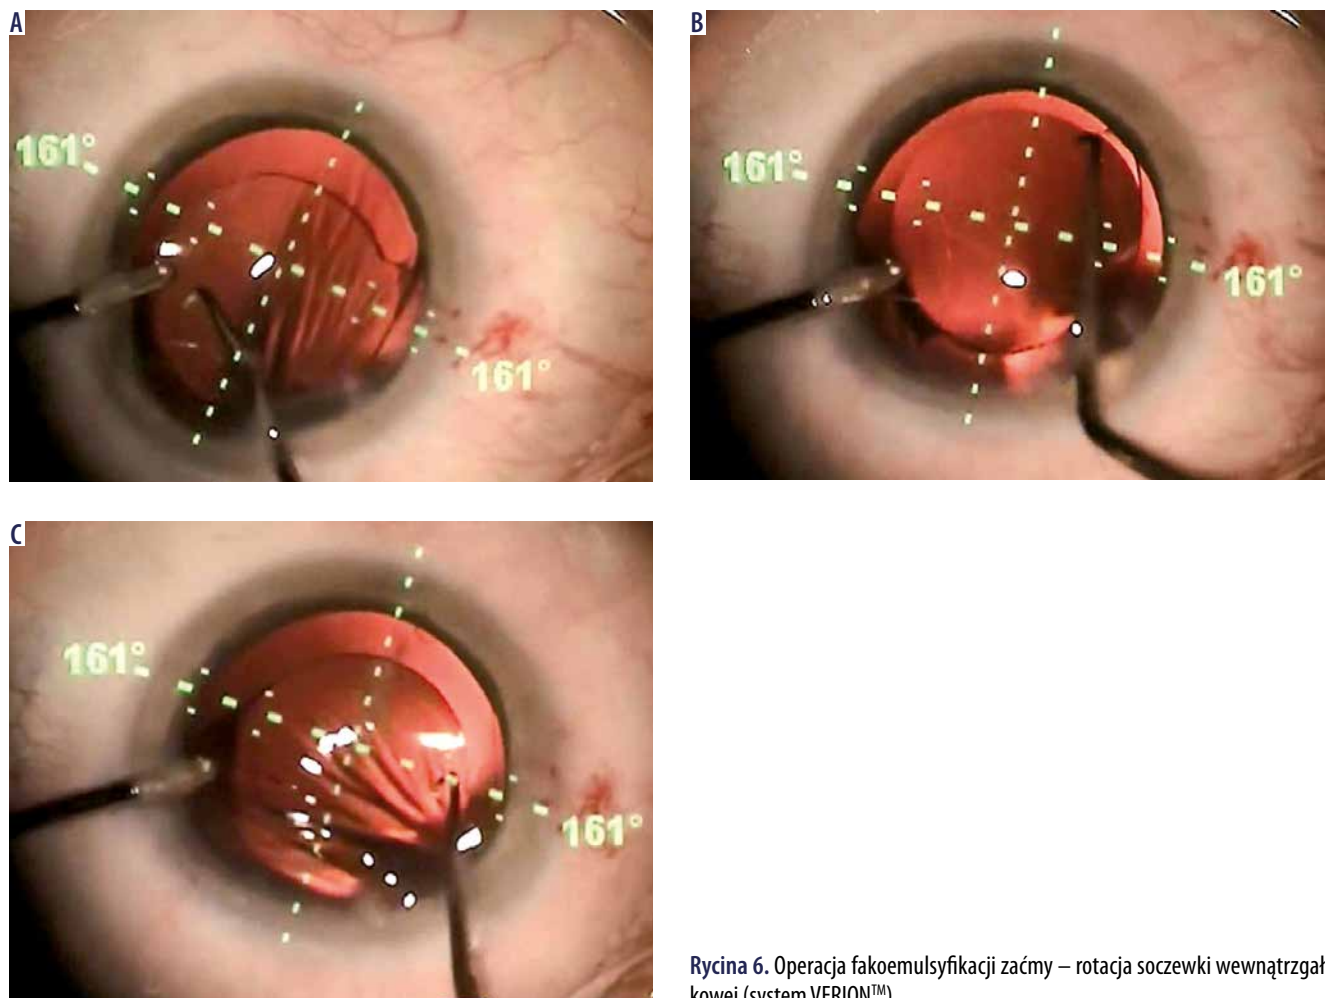 A
161°
161°
B
161°
161°
C
161°
161°
Rycina 6. Operacja fakoemulsyfikacji zaćmy – rotacja soczewki wewnątrzgał
kowej (system VERION™)